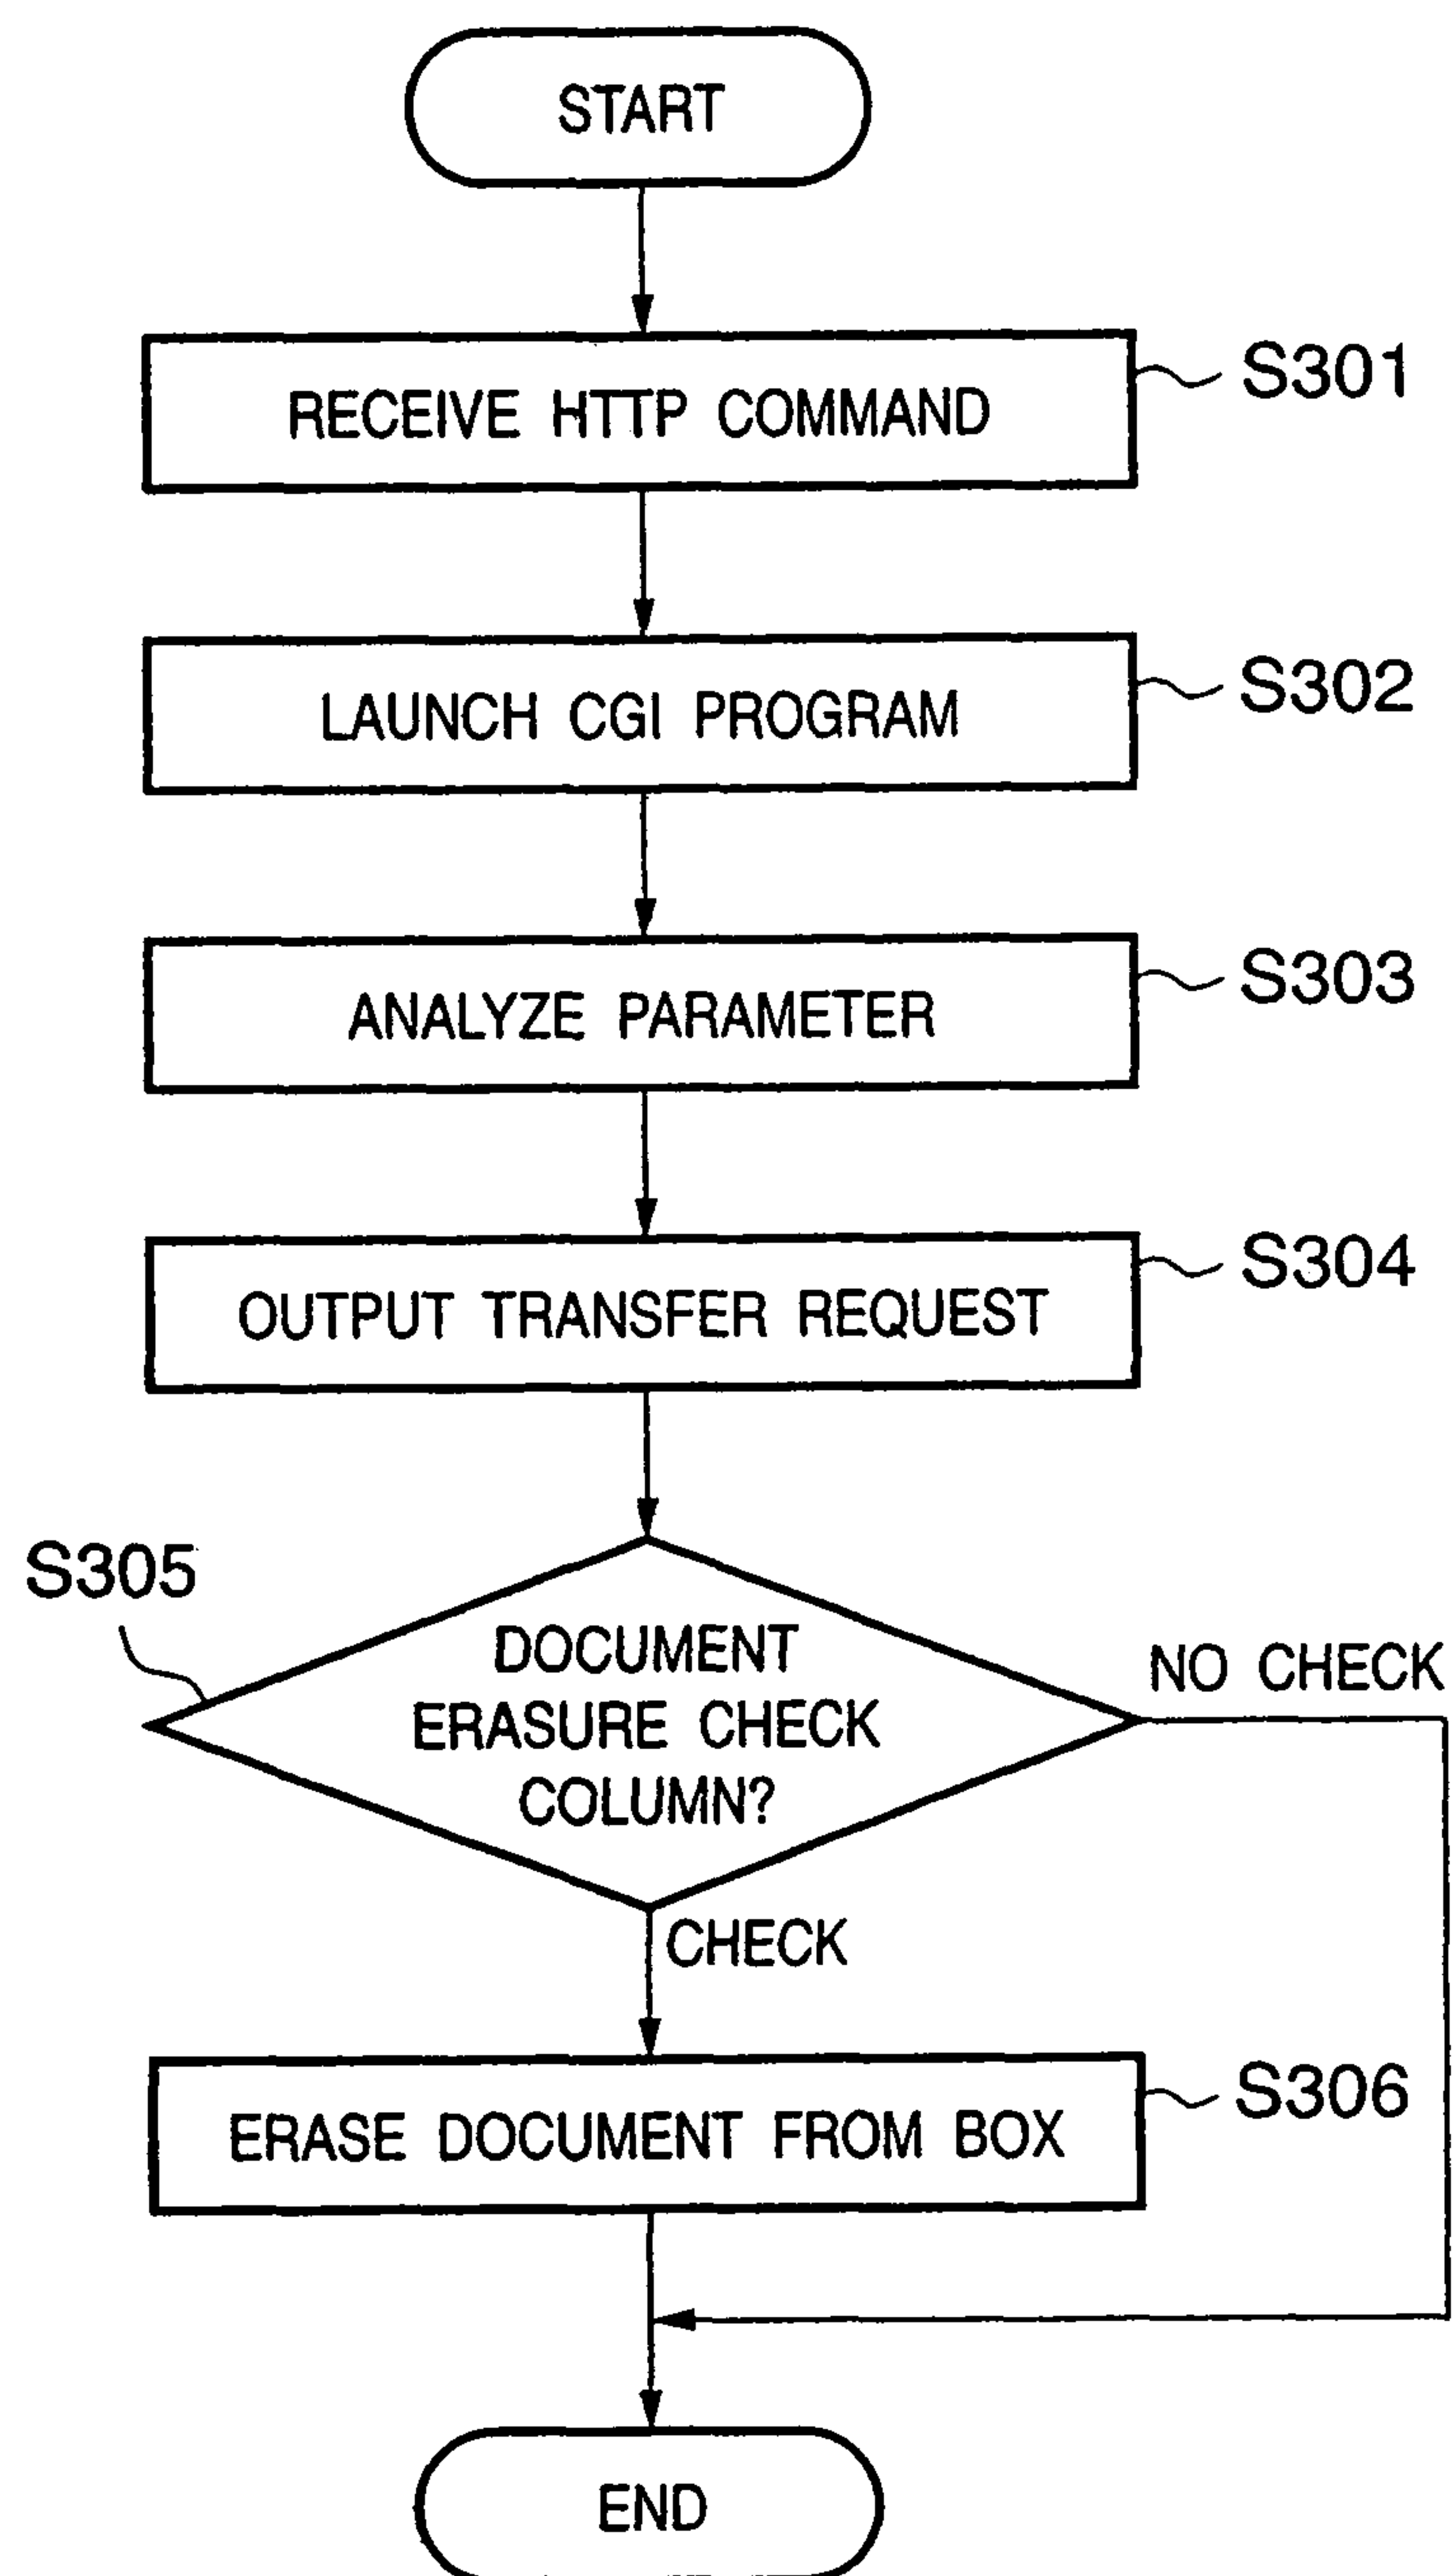 START
RECEIVE HTTP COMMAND
S301
LAUNCH CGI PROGRAM
S302
ANALYZE PARAMETER
S303
OUTPUT TRANSFER REQUEST
S304
S305
DOCUMENT
ERASURE CHECK
COLUMN?
NO CHECK
CHECK
ERASE DOCUMENT FROM BOX
S306
END